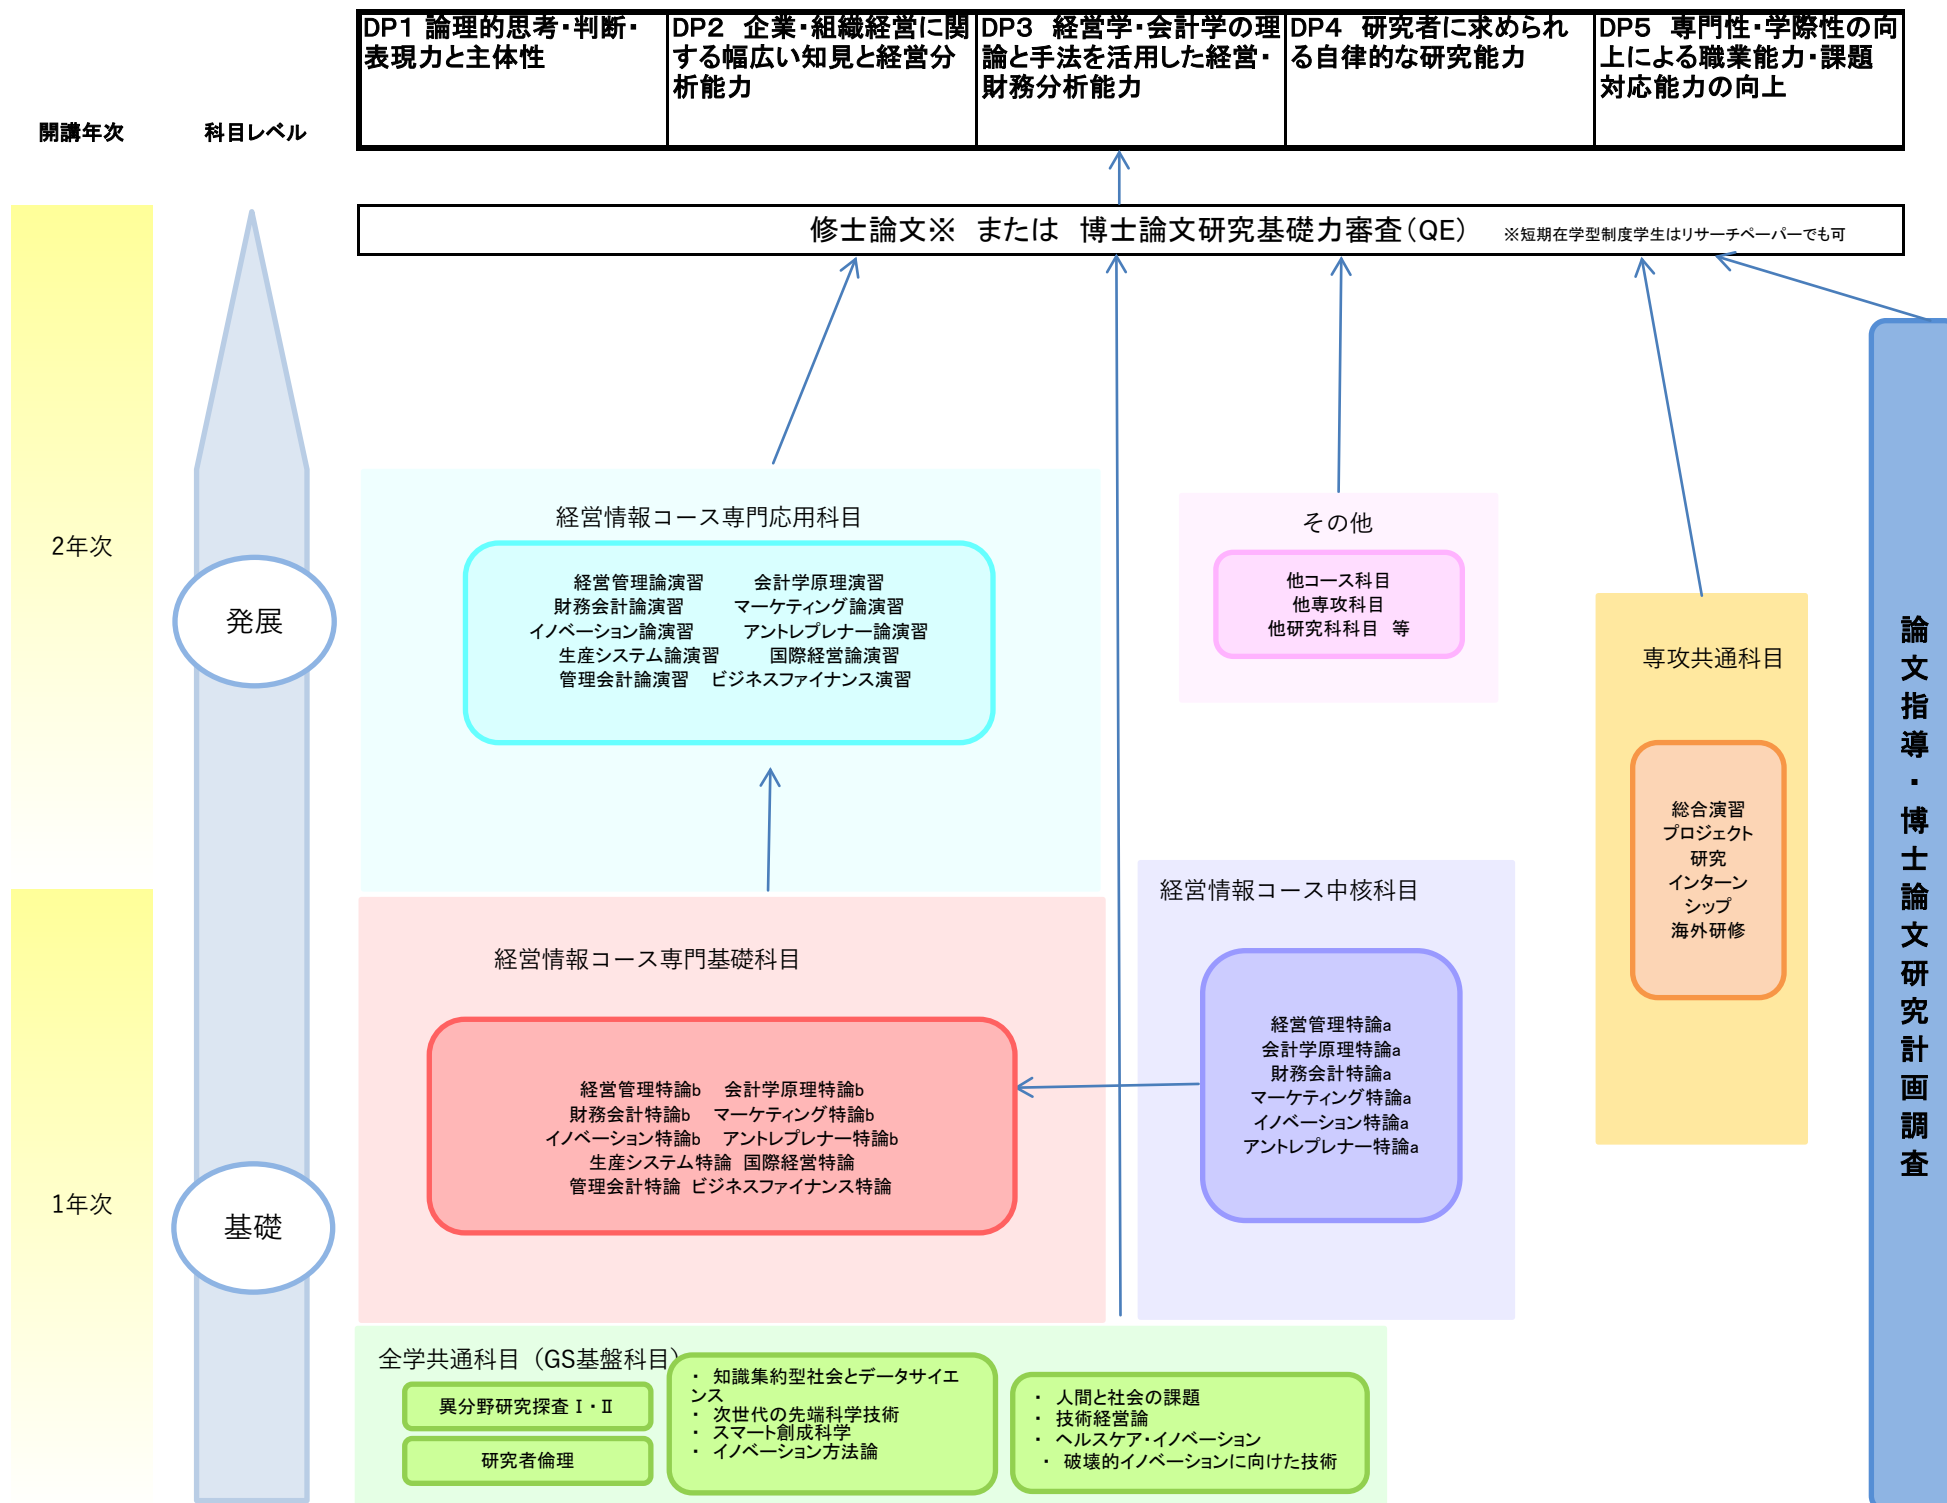 DP1 論理的思考・判断・
表現力と主体性
DP2　企業・組織経営に関
する幅広い知見と経営分
析能力
DP3　経営学・会計学の理
論と手法を活用した経営・
財務分析能力
DP4　研究者に求められ
る自律的な研究能力
DP5　専門性・学際性の向
上による職業能力・課題
対応能力の向上
開講年次
科目レベル
修士論文※　または　博士論文研究基礎力審査（QE）　※短期在学型制度学生はリサーチペーパーでも可
2年次
発展
経営情報コース専門応用科目
経営管理論演習　　会計学原理演習
財務会計論演習　　マーケティング論演習
イノベーション論演習　　アントレプレナー論演習
生産システム論演習　　国際経営論演習
管理会計論演習　ビジネスファイナンス演習
その他
他コース科目
他専攻科目
他研究科科目　等
専攻共通科目
総合演習
プロジェクト
研究
インターン
シップ
海外研修
論文指導・博士論文研究計画調査
1年次
基礎
経営情報コース専門基礎科目
経営管理特論b　会計学原理特論b
財務会計特論b　マーケティング特論b
イノベーション特論b　アントレプレナー特論b
生産システム特論　国際経営特論
管理会計特論　ビジネスファイナンス特論
経営情報コース中核科目
経営管理特論a
会計学原理特論a
財務会計特論a
マーケティング特論a
イノベーション特論a
アントレプレナー特論a
全学共通科目（GS基盤科目）
異分野研究探査Ⅰ・Ⅱ
研究者倫理
・ 知識集約型社会とデータサイエ
ンス
・ 次世代の先端科学技術
・ スマート創成科学
・ イノベーション方法論
・ 人間と社会の課題
・ 技術経営論
・ ヘルスケア・イノベーション
・ 破壊的イノベーションに向けた技術